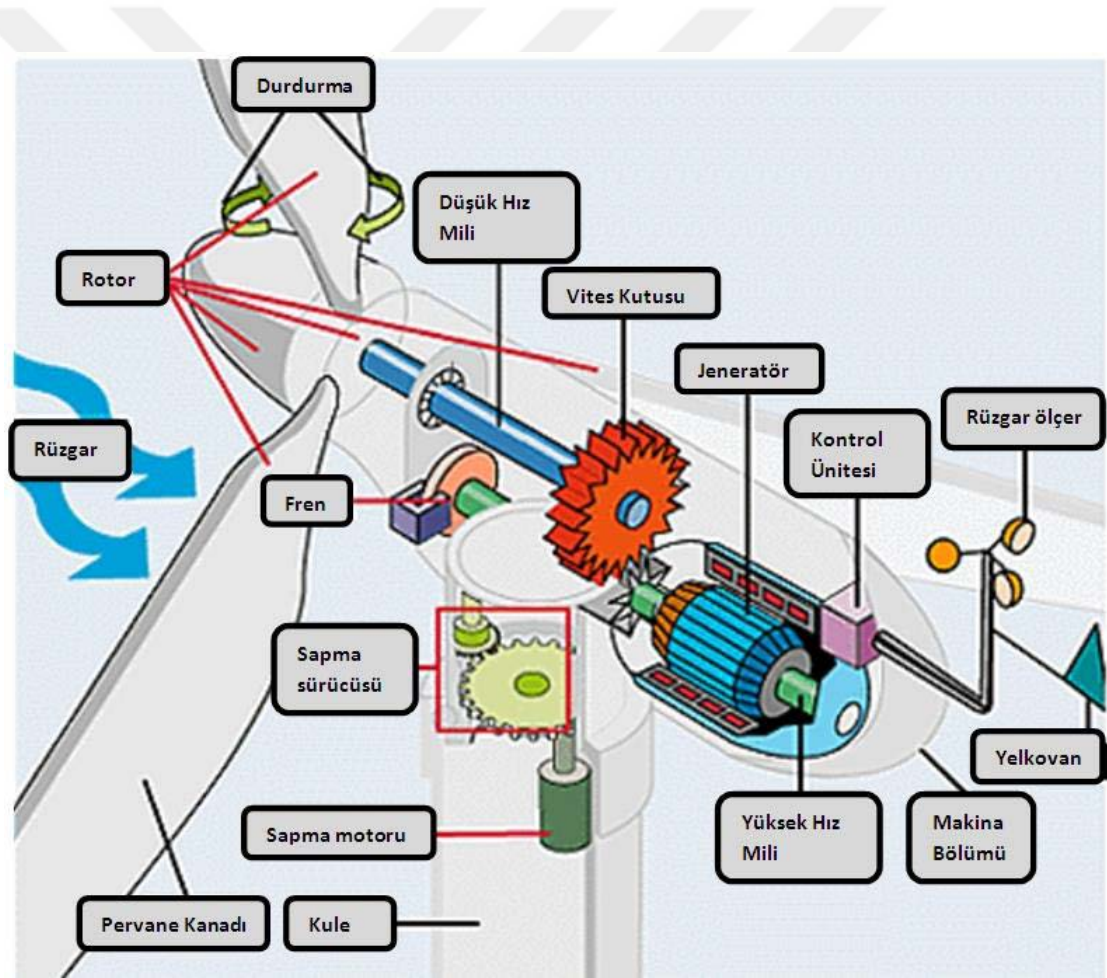 Durdurma
Düşük Hız
Mili
Rotor
Vites Kutusu
Jeneratör
Rüzgar ölçer
Rüzgar
Kontrol
Ünitesi
Fren
Sapma
sürücüsü
Yelkovan
Sapma motoru
Yüksek Hız
Mili
Makina
Bölümü
Pervane Kanadı
Kule